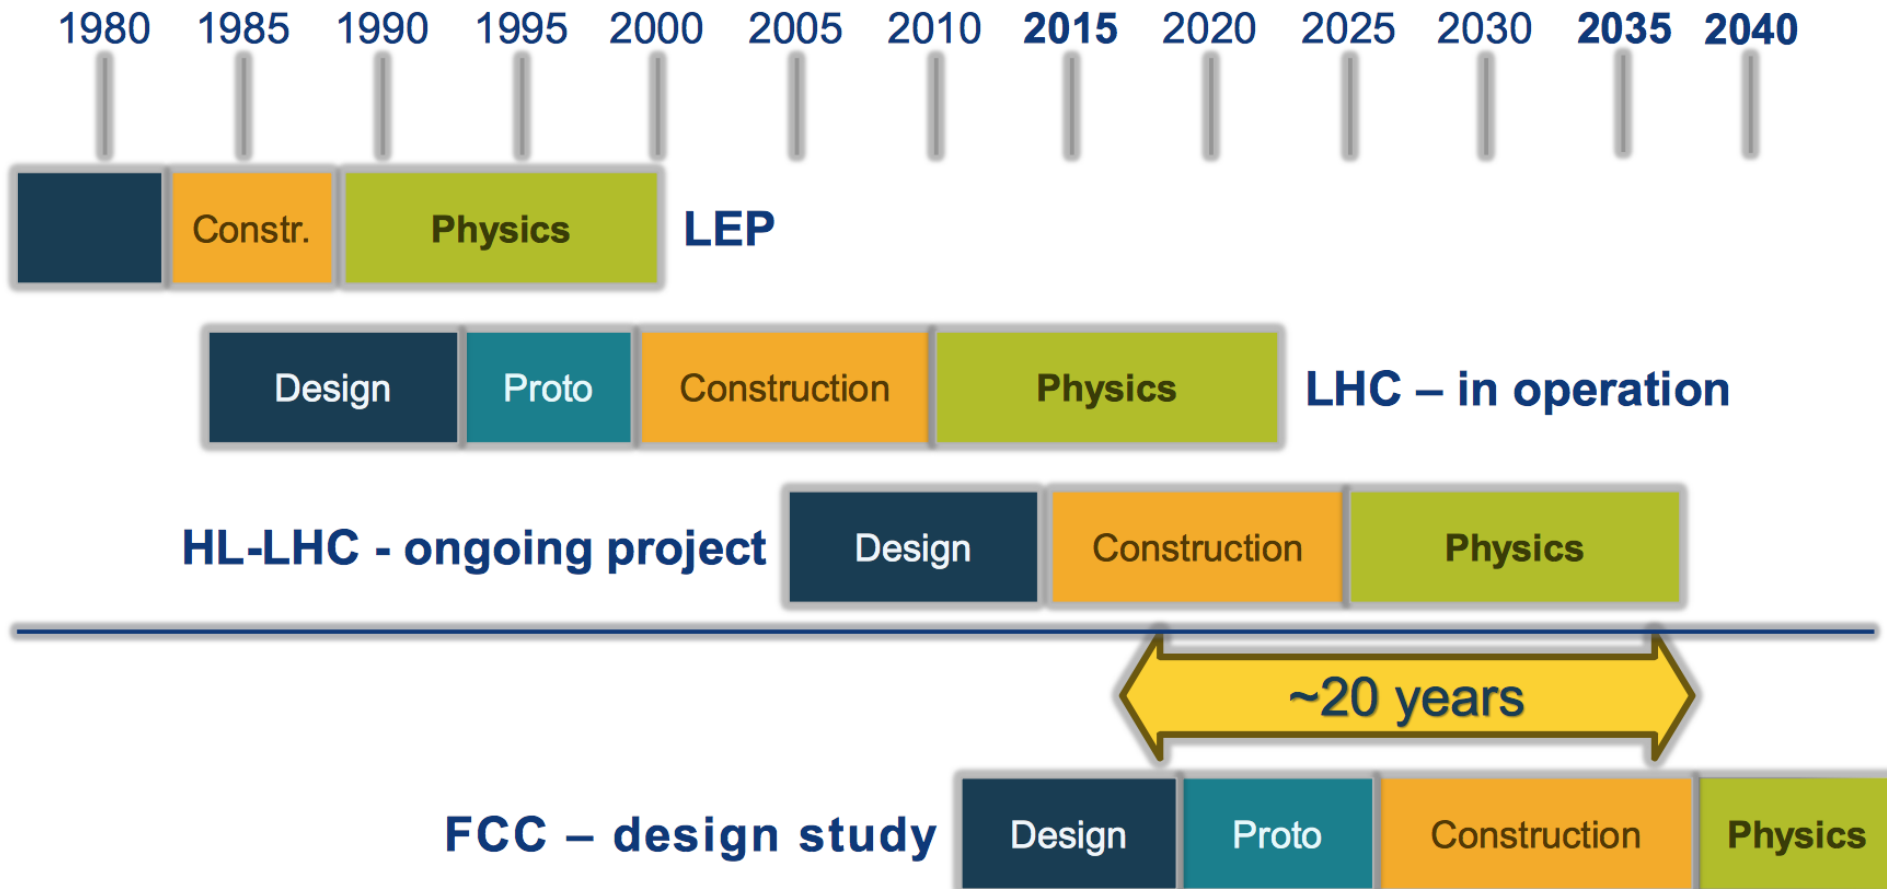 1980 1985 1990 1995 2000 2005 2010 2015 2020 2025 2030 2035 2040
Constr. Physics LEP
Design Proto Construction Physics LHC – in operation
HL-LHC - ongoing project Design Construction Physics
~20 years
FCC – design study Design Proto Construction Physics